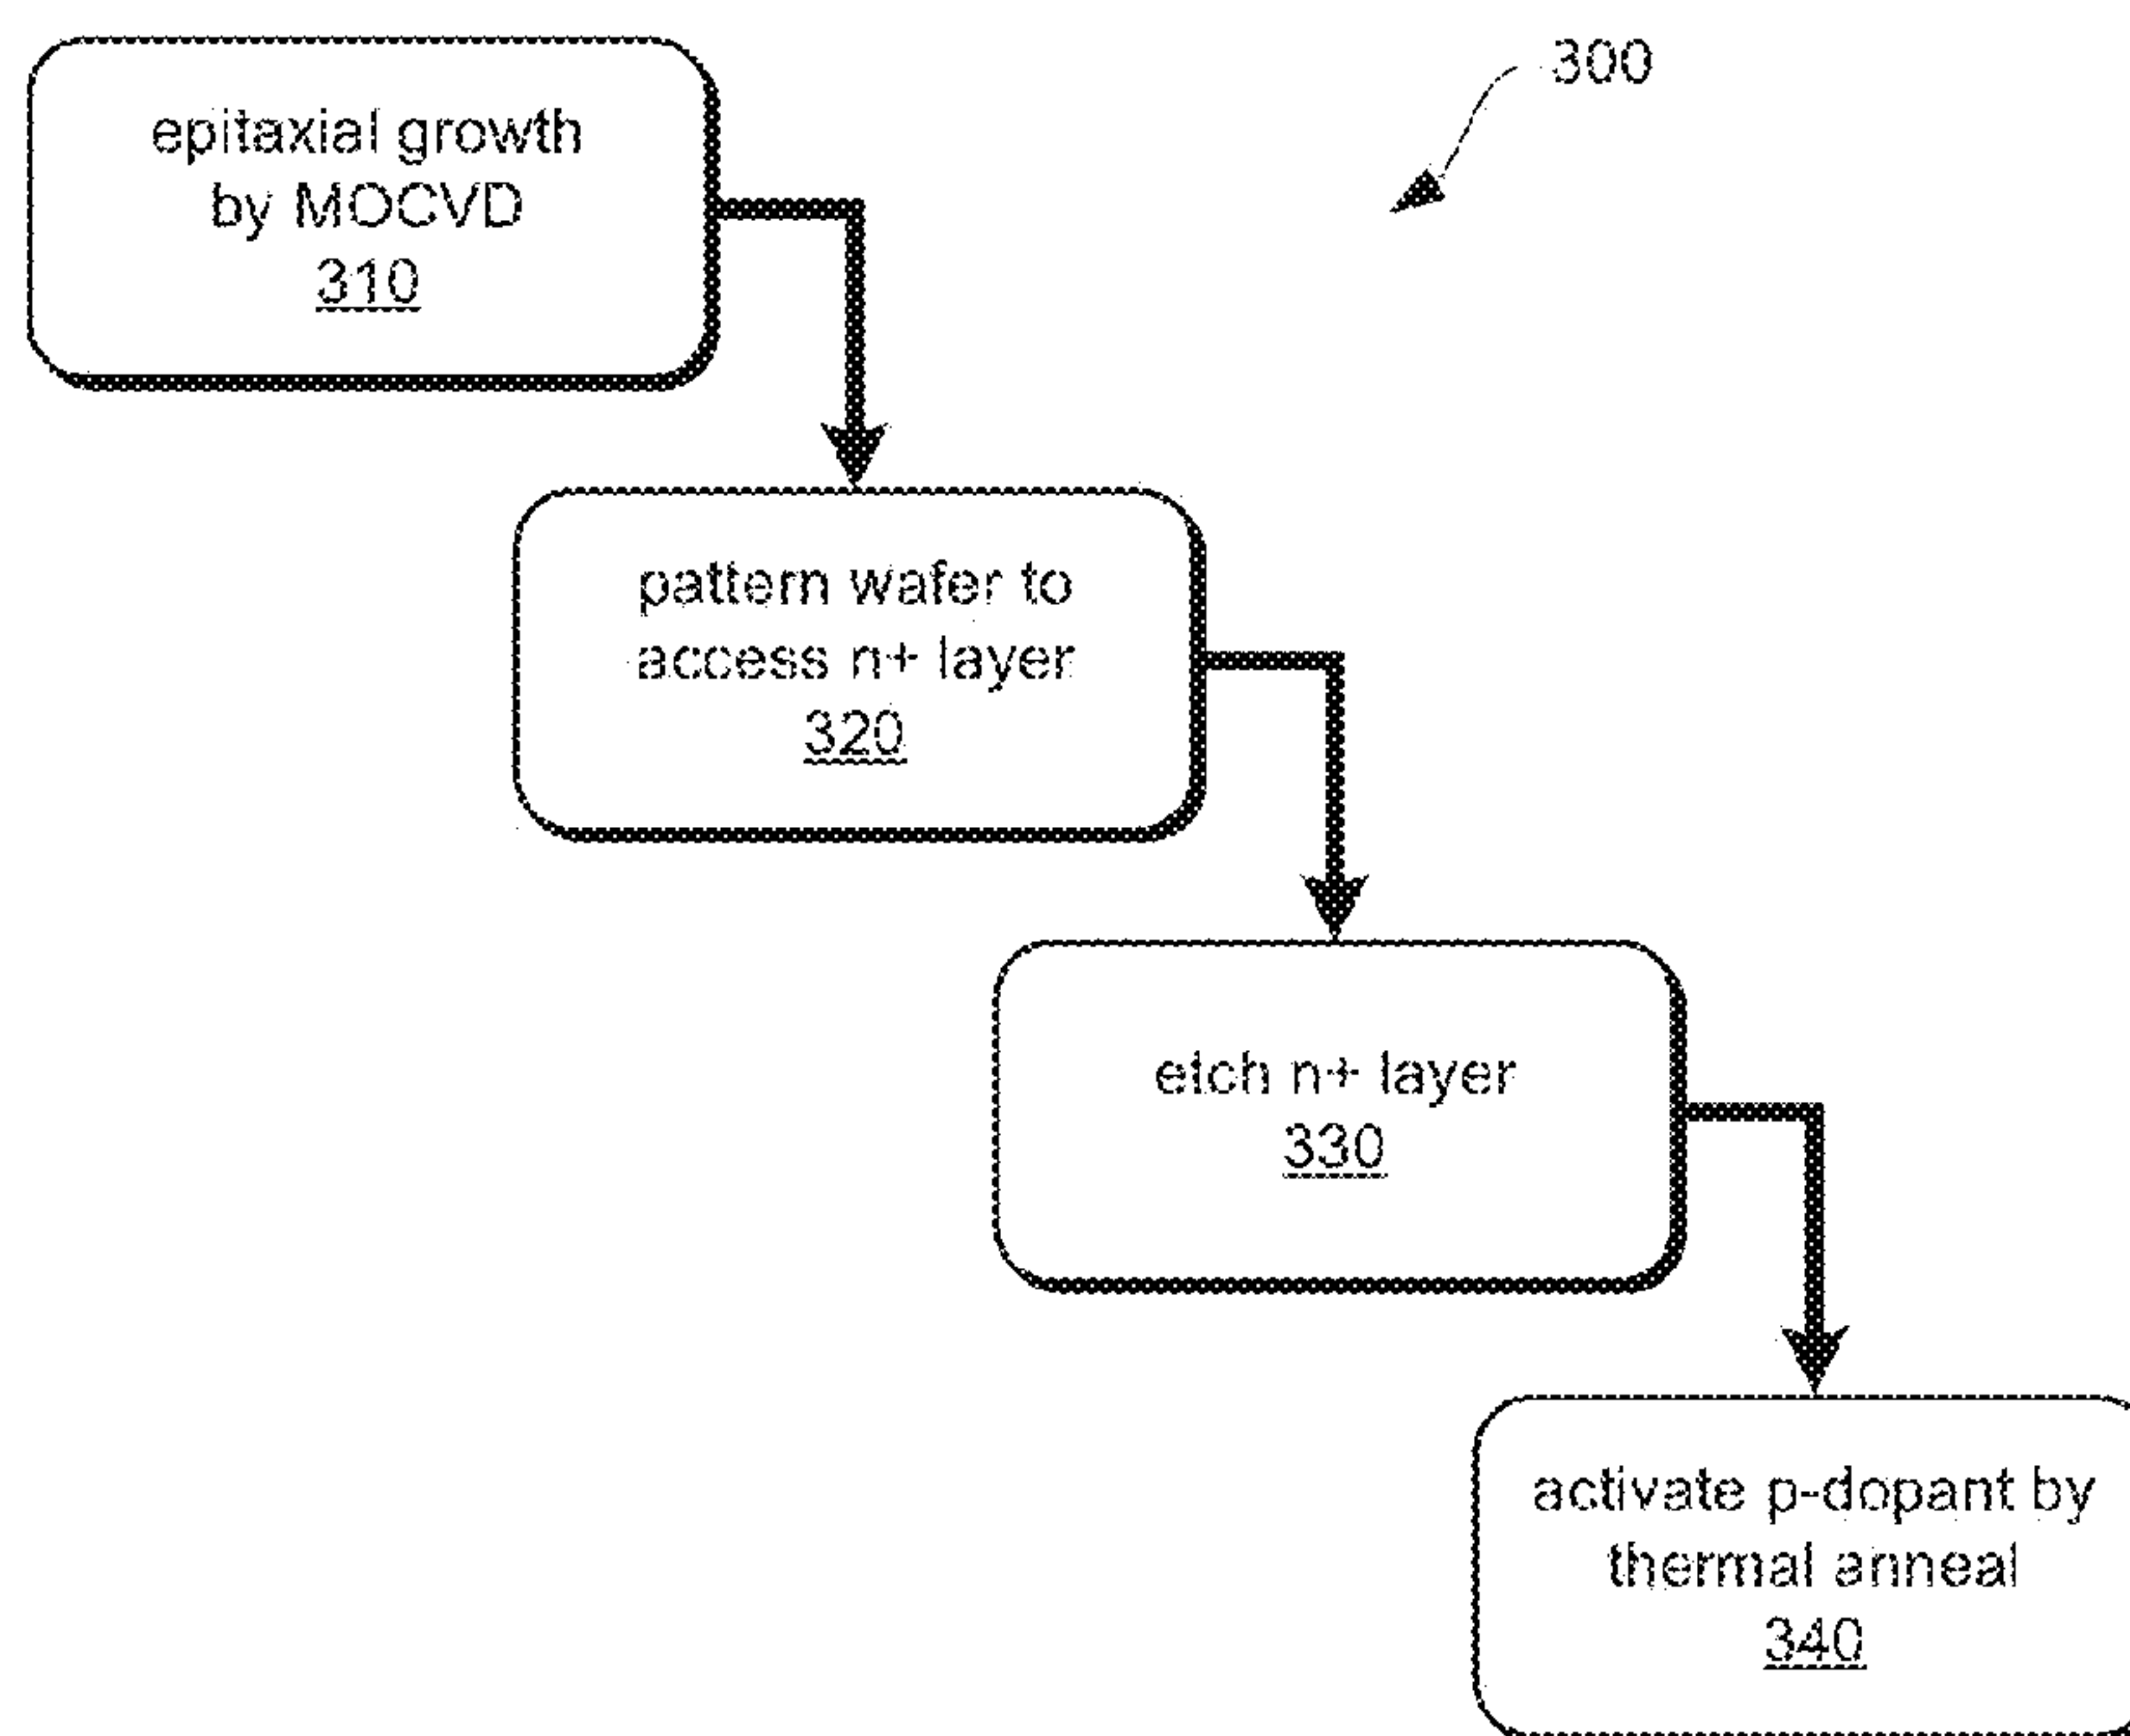 300
epitaxial growth
by MOCVD
310
pattern wafer to
access n+ layer
320
etch n+ layer
330
activate p-dopant by
thermal anneal
340